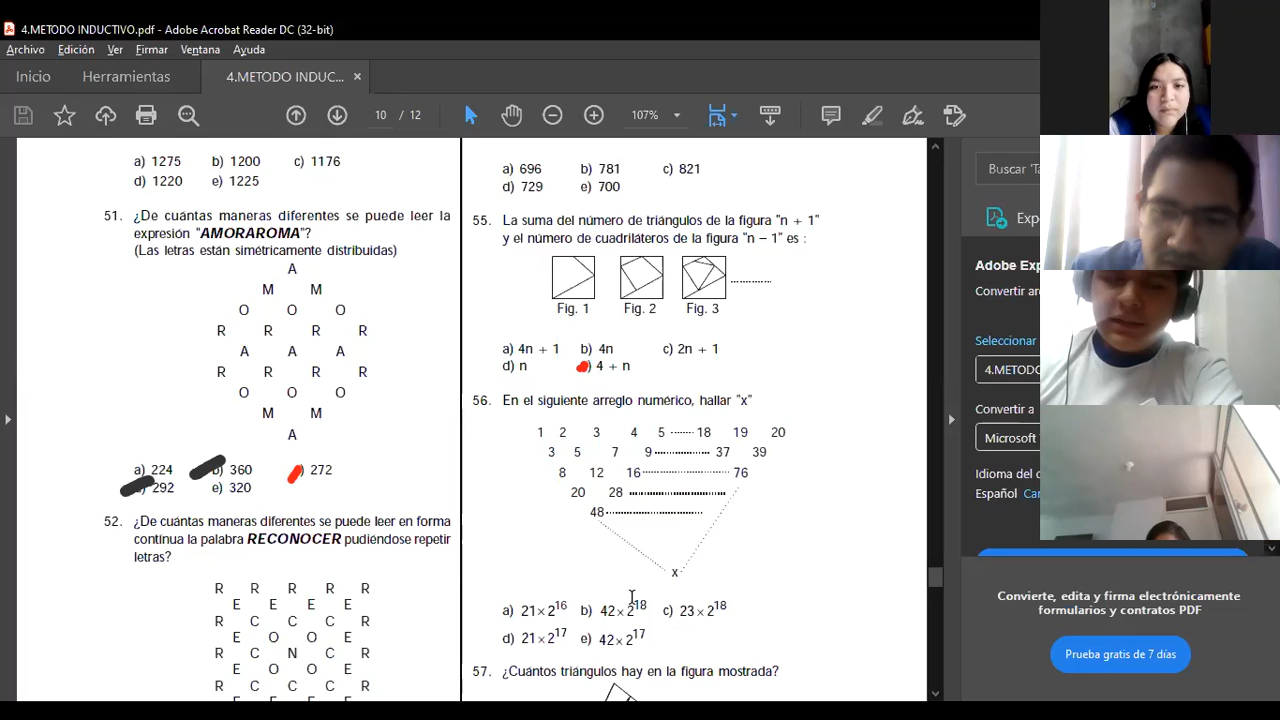 4.METODO INDUCTIVO.pdf - Adobe Acrobat Reader DC (32-bit)
Archivo Edición Ver Firmar Ventana Ayuda
Inicio Herramientas 4.METODO INDUC... ×
10 / 12 107%
a) 1275 b) 1200 c) 1176
d) 1220 e) 1225
51. ¿De cuántas maneras diferentes se puede leer la
expresión "AMORAROMA"?
(Las letras están simétricamente distribuidas)
A
M M
O O O
R R R R
A A A
R R R R
O O O
M M
A
a) 224 b) 360 ) 272
) 292 e) 320
52. ¿De cuántas maneras diferentes se puede leer en forma
contínua la palabra RECONOCER pudiéndose repetir
letras?
R R R R R
E E E E
R C C C R
E O O E
R C N C R
E O O E
R C C C R
a) 696 b) 781 c) 821
d) 729 e) 700
55. La suma del número de triángulos de la figura "n + 1"
y el número de cuadriláteros de la figura "n − 1" es :
Fig. 1 Fig. 2 Fig. 3
a) 4n + 1 b) 4n c) 2n + 1
d) n ) 4 + n
56. En el siguiente arreglo numérico, hallar "x"
1 2 3 4 5 ........ 18 19 20
3 5 7 9 ........ 37 39
8 12 16 ........ 76
20 28 ........
48 ........
x
a) 21×2^16 b) 42×2^18 c) 23×2^18
d) 21×2^17 e) 42×2^17
57. ¿Cuántos triángulos hay en la figura mostrada?
Buscar 'Ta
Exp
Adobe Exp
Convertir arc
Seleccionar
4.METODO
Convertir a
Microsoft
Idioma del d
Español Car
Convierte, edita y firma electrónicamente
formularios y contratos PDF
Prueba gratis de 7 días